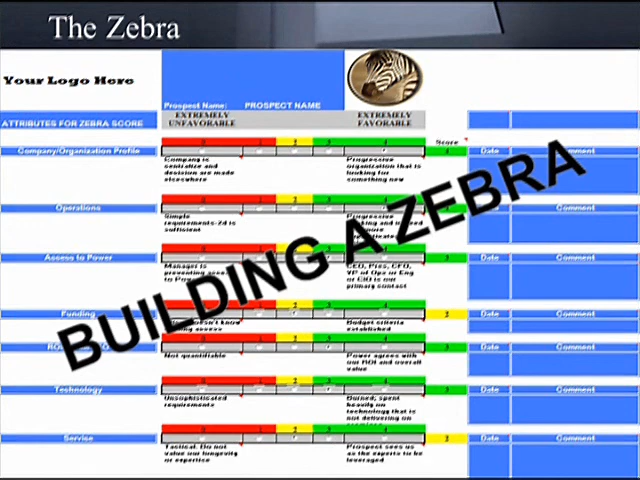 The Zebra
Your Logo Here
Prospect Name: PROSPECT NAME
ATTRIBUTES FOR ZEBRA SCORE
EXTREMELY UNFAVORABLE
EXTREMELY FAVORABLE
Score
Date Comment
Company/Organization Profile
Company is
centralize and
decision are made
elsewhere
Progressive
organization that is
looking for
something new
Operations
Simple
requirements-2d is
sufficient
Progressive
Date Comment
Access to Power
Manager is
preventing
to
CEO, Pres, CFO,
VP of Ops or Eng
or CIO is our
primary contact
Date Comment
Funding
Budget criteria
established
Date Comment
Not quantifiable
Power agrees with
our ROI and overall
value
Date Comment
Technology
Unsophisticated
requirements
Burned; spent
heavily on
technology that is
not delivering on
Date Comment
Service
Tactical. Do not
value our longevity
or expertise
Prospect sees us
as the experts to be
leveraged
Date Comment
BUILDING A ZEBRA